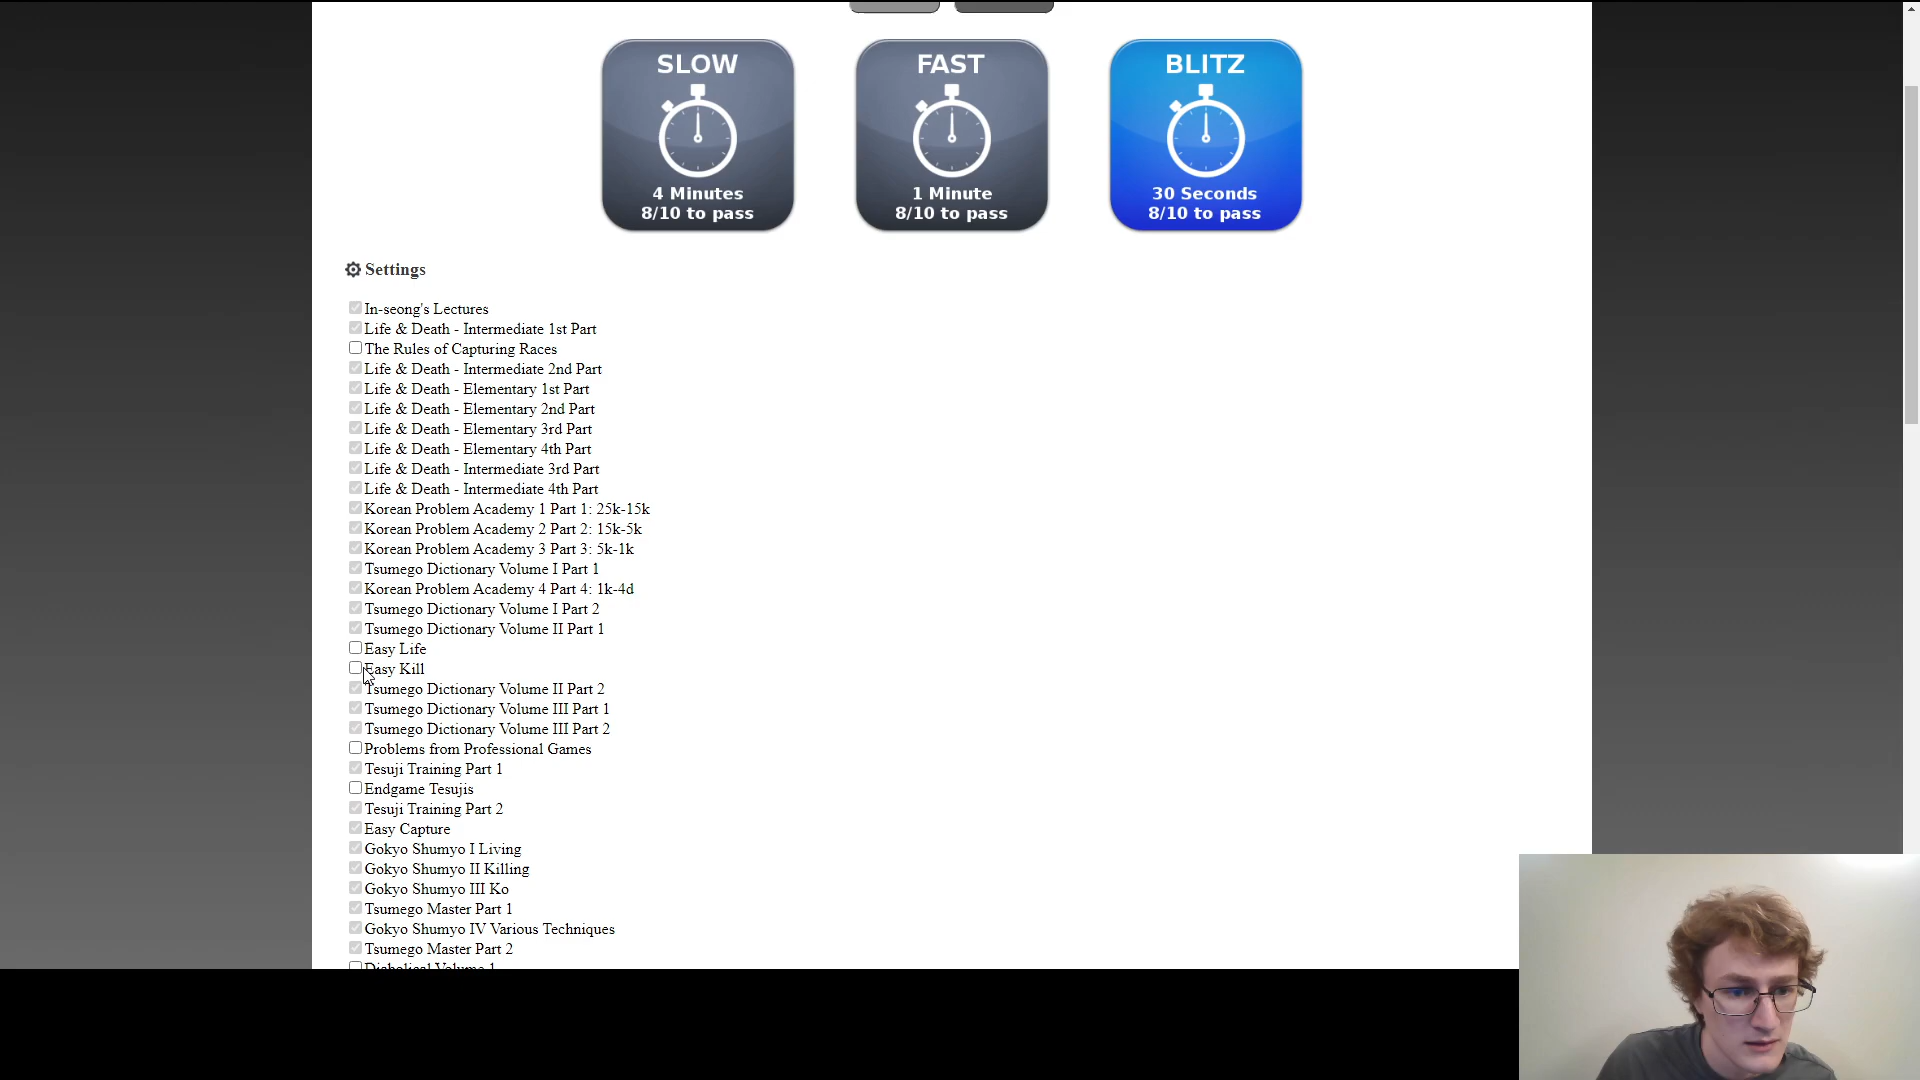 SLOW
4 Minutes
8/10 to pass
FAST
1 Minute
8/10 to pass
BLITZ
30 Seconds
8/10 to pass
Settings
In-seong's Lectures
Life & Death - Intermediate 1st Part
The Rules of Capturing Races
Life & Death - Intermediate 2nd Part
Life & Death - Elementary 1st Part
Life & Death - Elementary 2nd Part
Life & Death - Elementary 3rd Part
Life & Death - Elementary 4th Part
Life & Death - Intermediate 3rd Part
Life & Death - Intermediate 4th Part
Korean Problem Academy 1 Part 1: 25k-15k
Korean Problem Academy 2 Part 2: 15k-5k
Korean Problem Academy 3 Part 3: 5k-1k
Tsumego Dictionary Volume I Part 1
Korean Problem Academy 4 Part 4: 1k-4d
Tsumego Dictionary Volume I Part 2
Tsumego Dictionary Volume II Part 1
Easy Life
Easy Kill
Tsumego Dictionary Volume II Part 2
Tsumego Dictionary Volume III Part 1
Tsumego Dictionary Volume III Part 2
Problems from Professional Games
Tesuji Training Part 1
Endgame Tesujis
Tesuji Training Part 2
Easy Capture
Gokyo Shumyo I Living
Gokyo Shumyo II Killing
Gokyo Shumyo III Ko
Tsumego Master Part 1
Gokyo Shumyo IV Various Techniques
Tsumego Master Part 2
Diabolical Volume 1